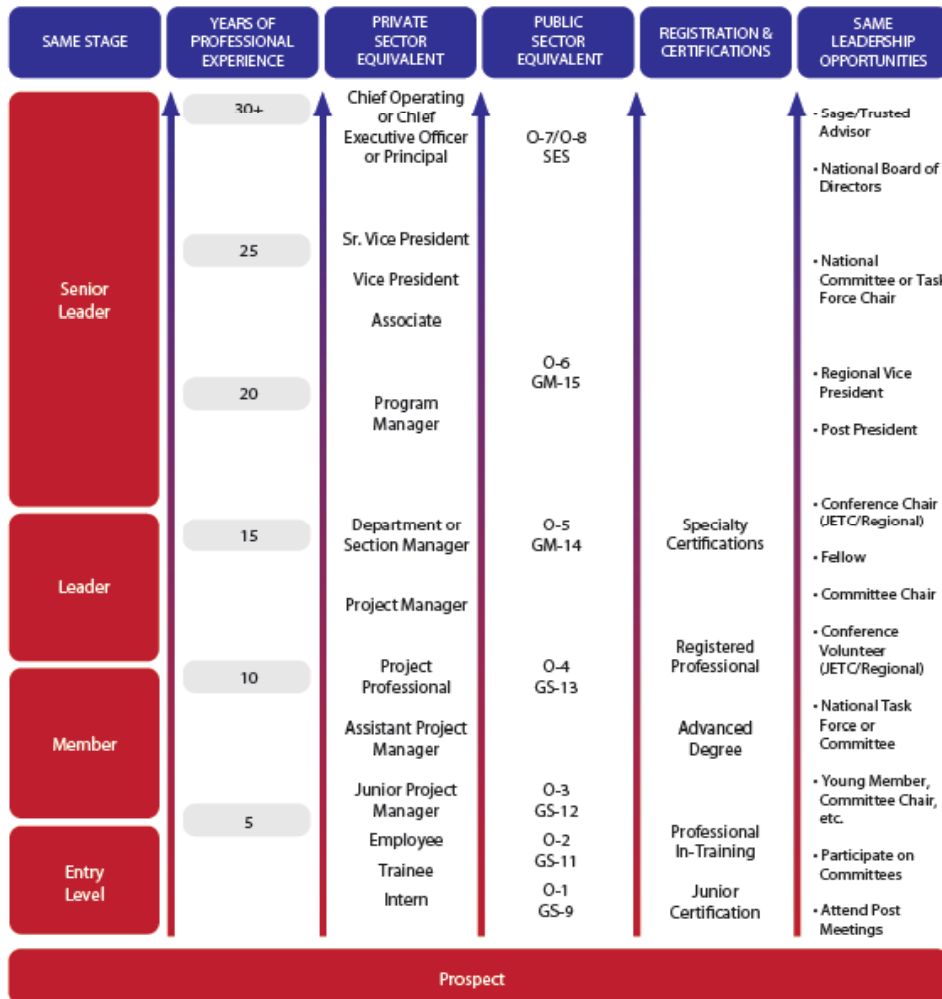 SAME STAGE
YEARS OF
PROFESSIONAL
EXPERIENCE
PRIVATE
SECTOR
EQUIVALENT
PUBLIC
SECTOR
EQUIVALENT
REGISTRATION &
CERTIFICATIONS
SAME
LEADERSHIP
OPPORTUNITIES
Senior
Leader
Leader
Member
Entry
Level
30+
25
20
15
10
5
Chief Operating
or Chief
Executive Officer
or Principal
Sr. Vice President
Vice President
Associate
Program
Manager
Department or
Section Manager
Project Manager
Project
Professional
Assistant Project
Manager
Junior Project
Manager
Employee
Trainee
Intern
O-7/O-8
SES
O-6
GM-15
O-5
GM-14
O-4
GS-13
O-3
GS-12
O-2
GS-11
O-1
GS-9
Specialty
Certifications
Registered
Professional
Advanced
Degree
Professional
In-Training
Junior
Certification
• Sage/Trusted
Advisor
• National Board of
Directors
• National
Committee or Task
Force Chair
• Regional Vice
President
• Post President
• Conference Chair
(JETC/Regional)
• Fellow
• Committee Chair
• Conference
Volunteer
(JETC/Regional)
• National Task
Force or
Committee
• Young Member,
Committee Chair,
etc.
• Participate on
Committees
• Attend Post
Meetings
Prospect